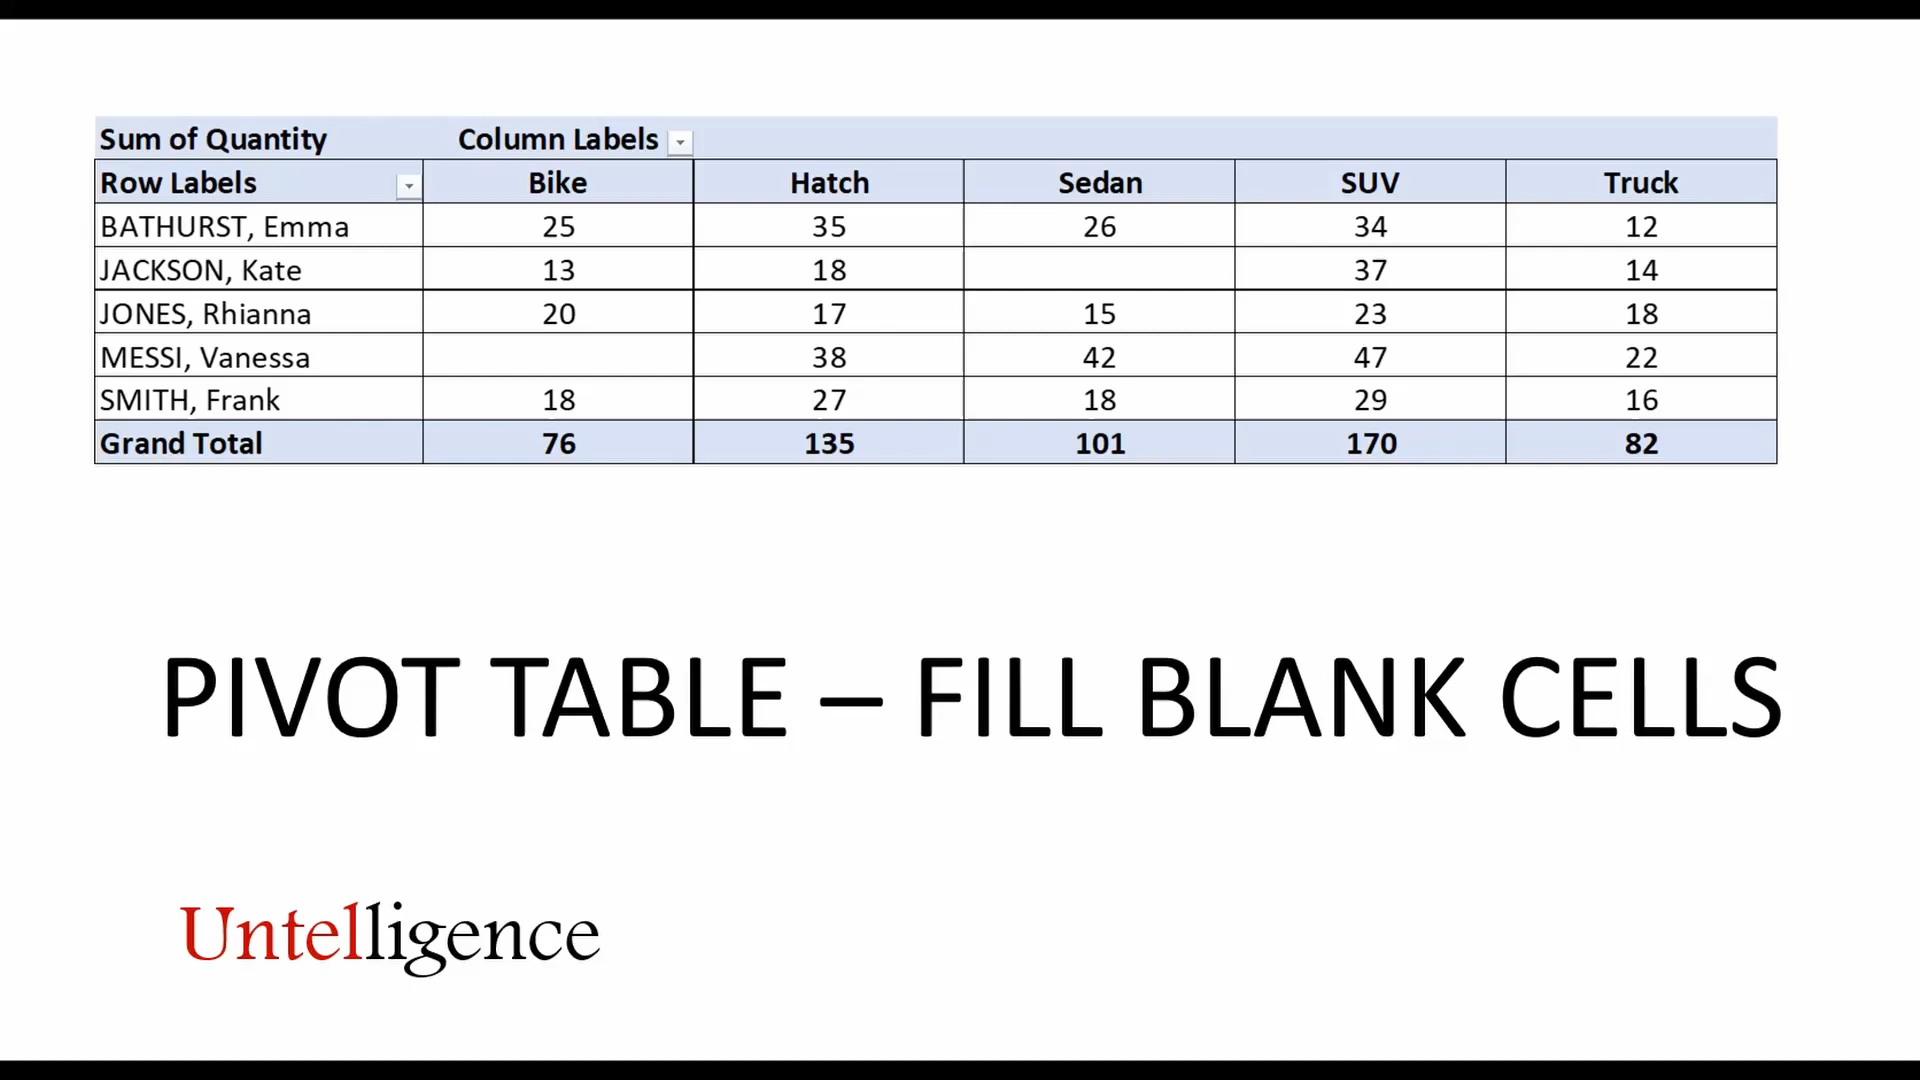 Sum of Quantity Column Labels
Row Labels Bike Hatch Sedan SUV Truck
BATHURST, Emma 25 35 26 34 12
JACKSON, Kate 13 18 37 14
JONES, Rhianna 20 17 15 23 18
MESSI, Vanessa 38 42 47 22
SMITH, Frank 18 27 18 29 16
Grand Total 76 135 101 170 82
PIVOT TABLE – FILL BLANK CELLS
Untelligence